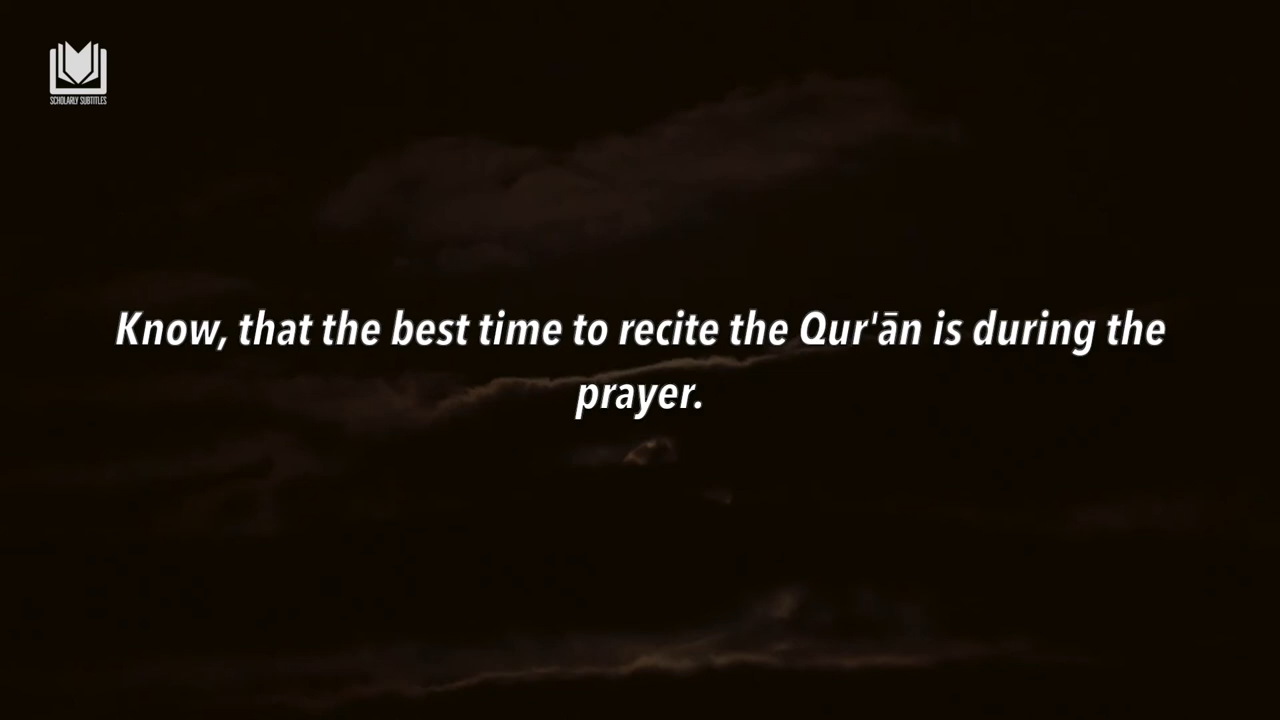 SCHOLARLY SUBTITLES
Know, that the best time to recite the Qur'ān is during the
prayer.